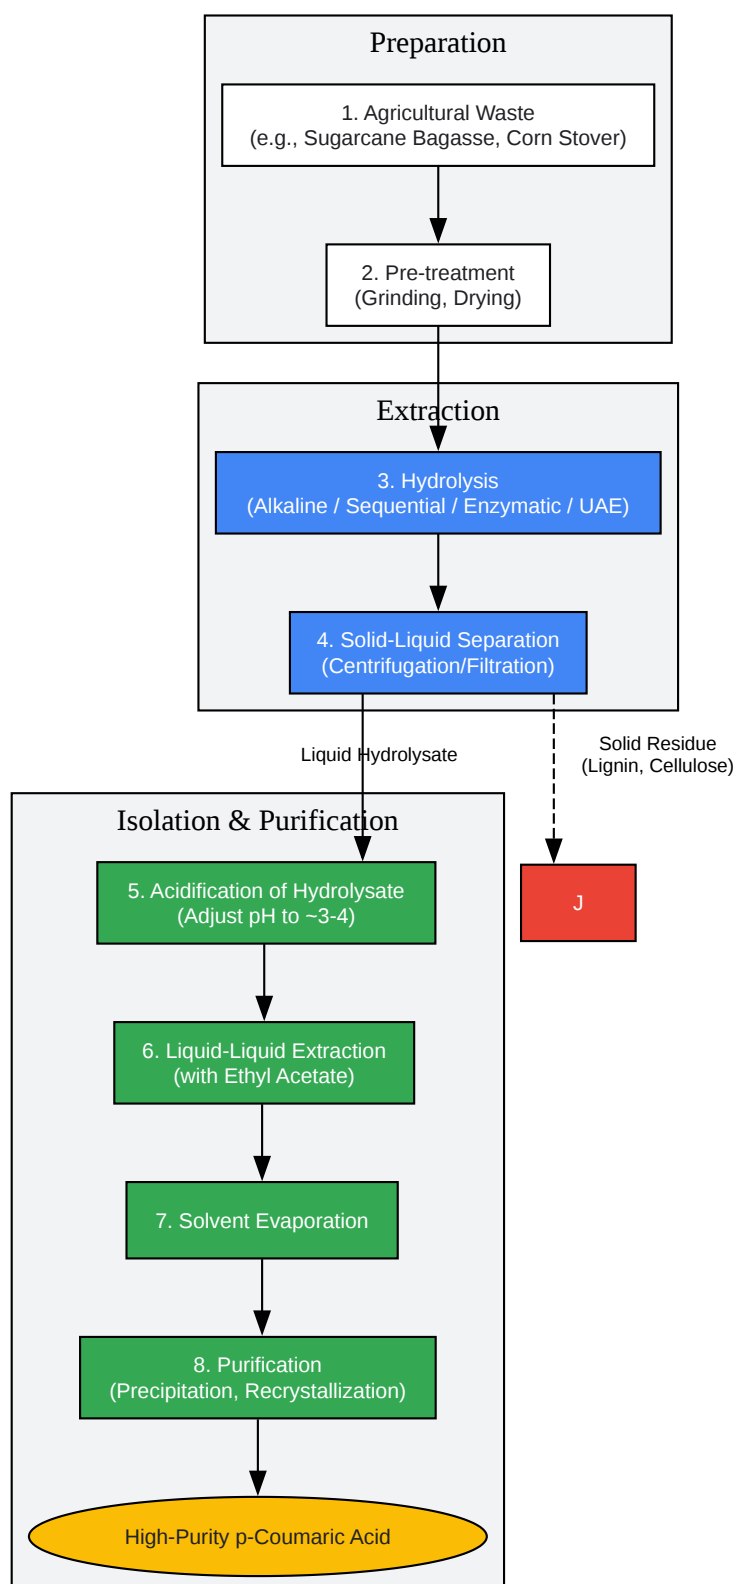 Preparation
1. Agricultural Waste
(e.g., Sugarcane Bagasse, Corn Stover)
2. Pre-treatment
(Grinding, Drying)
Extraction
3. Hydrolysis
(Alkaline / Sequential / Enzymatic / UAE)
4. Solid-Liquid Separation
(Centrifugation/Filtration)
Liquid Hydrolysate
Solid Residue
(Lignin, Cellulose)
Isolation & Purification
5. Acidification of Hydrolysate
(Adjust pH to ~3-4)
J
6. Liquid-Liquid Extraction
(with Ethyl Acetate)
7. Solvent Evaporation
8. Purification
(Precipitation, Recrystallization)
High-Purity p-Coumaric Acid